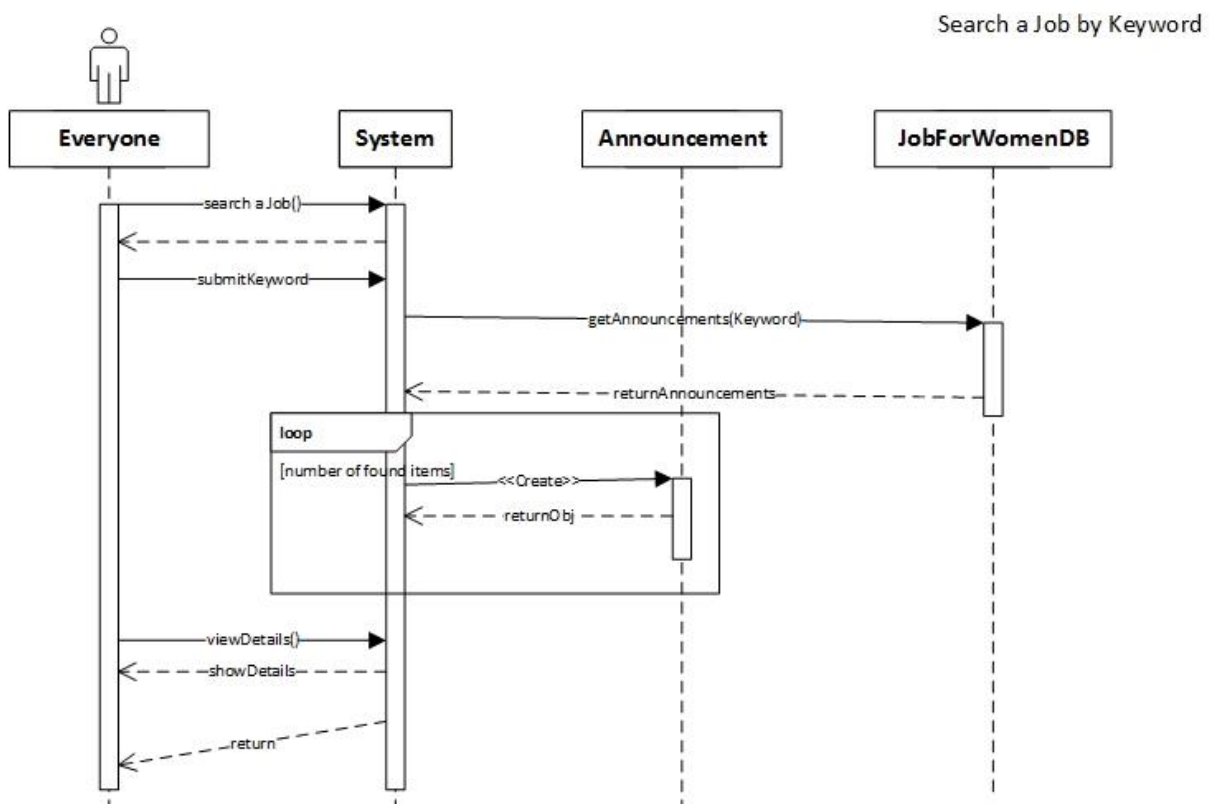 Search a Job by Keyword
Everyone
System
Announcement
JobForWomenDB
search a Job()
submitKeyword
getAnnouncements(Keyword)
returnAnnouncements
loop
[number of found items]
<<Create>>
returnObj
viewDetails()
showDetails
return